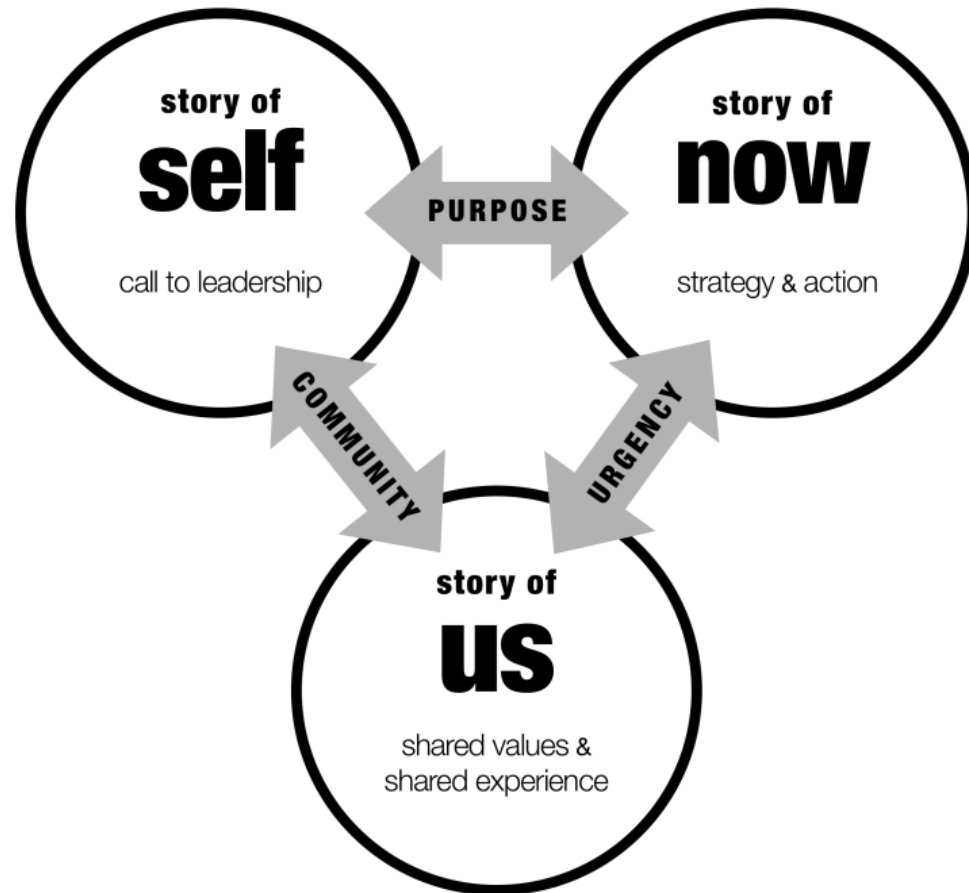 story of
self
call to leadership
PURPOSE
story of
now
strategy & action
COMMUNITY
URGENCY
story of
us
shared values &
shared experience